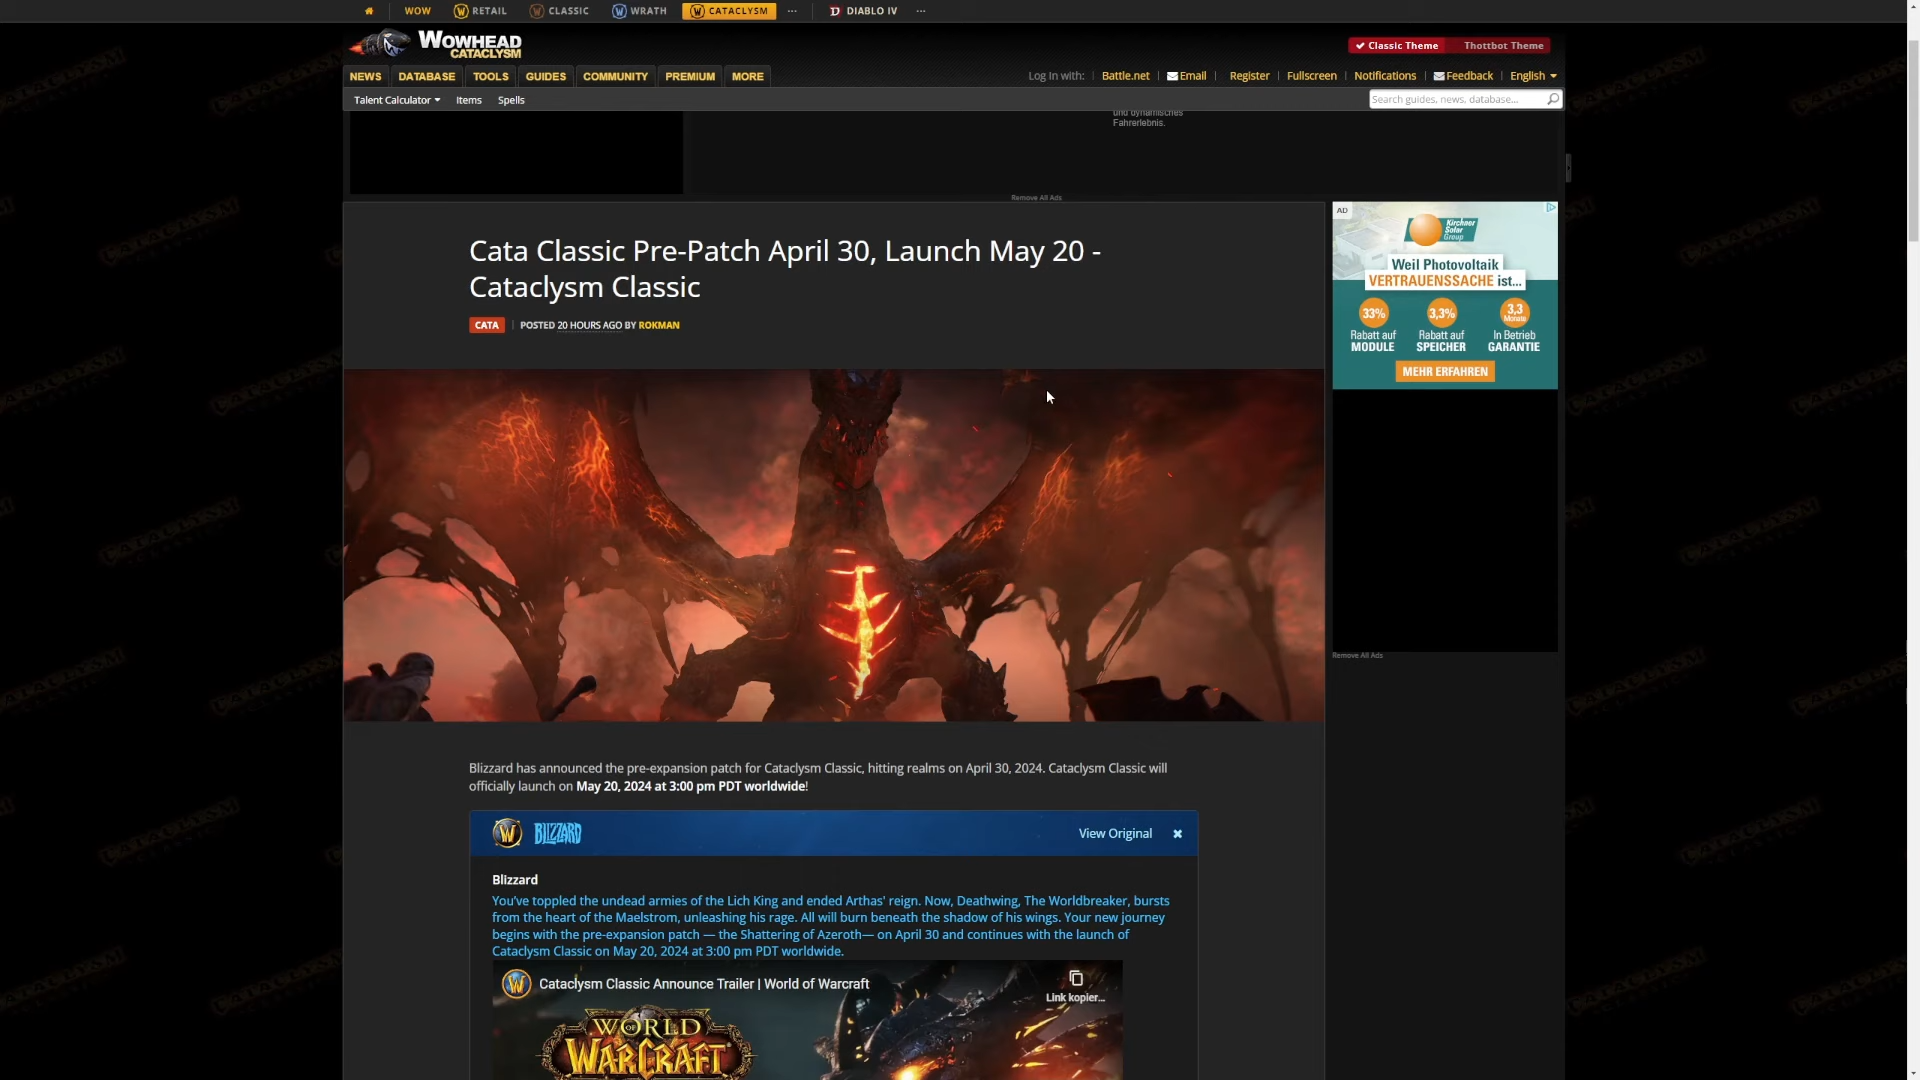 WOW RETAIL CLASSIC WRATH CATACLYSM ... DIABLO IV ...
WOWHEAD
CATACLYSM
Classic Theme Thottbot Theme
NEWS DATABASE TOOLS GUIDES COMMUNITY PREMIUM MORE
Log In with: Battle.net Email Register Fullscreen Notifications Feedback English
Talent Calculator Items Spells
Search guides, news, database...
und dynamisches
Fahrerlebnis.
Remove All Ads
Cata Classic Pre-Patch April 30, Launch May 20 -
Cataclysm Classic
CATA POSTED 20 HOURS AGO BY ROKMAN
AD
Kirchner
Solar
Group
Weil Photovoltaik
VERTRAUENSSACHE ist...
33% 3,3% 3,3
Monate
Rabatt auf Rabatt auf In Betrieb
MODULE SPEICHER GARANTIE
MEHR ERFAHREN
Remove All Ads
Blizzard has announced the pre-expansion patch for Cataclysm Classic, hitting realms on April 30, 2024. Cataclysm Classic will
officially launch on May 20, 2024 at 3:00 pm PDT worldwide!
BLIZZARD
View Original
Blizzard
You've toppled the undead armies of the Lich King and ended Arthas' reign. Now, Deathwing, The Worldbreaker, bursts
from the heart of the Maelstrom, unleashing his rage. All will burn beneath the shadow of his wings. Your new journey
begins with the pre-expansion patch — the Shattering of Azeroth— on April 30 and continues with the launch of
Cataclysm Classic on May 20, 2024 at 3:00 pm PDT worldwide.
Cataclysm Classic Announce Trailer | World of Warcraft
Link kopier...
WORLD
OF
WARCRAFT